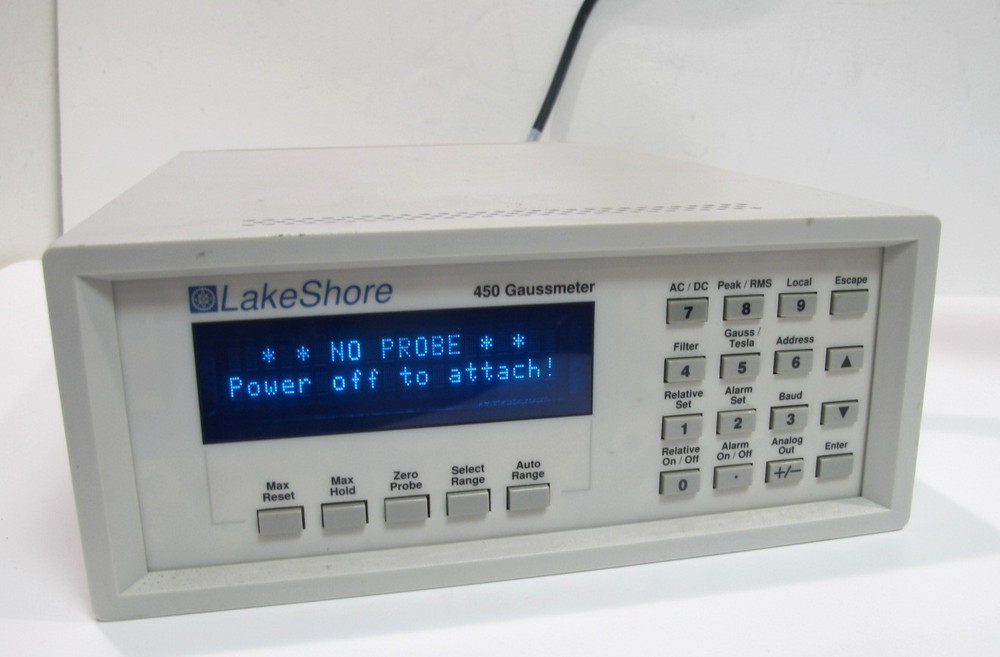 LakeShore
450 Gaussmeter
* * NO PROBE * *
Power off to attach!
Max
Reset
Max
Hold
Zero
Probe
Select
Range
Auto
Range
AC / DC
7
Peak / RMS
8
Local
9
Escape
Filter
4
Gauss /
Tesla
5
Address
6
▲
Relative
Set
1
Alarm
Set
2
Baud
3
▼
Relative
On / Off
0
Alarm
On / Off
.
Analog
Out
+/−
Enter